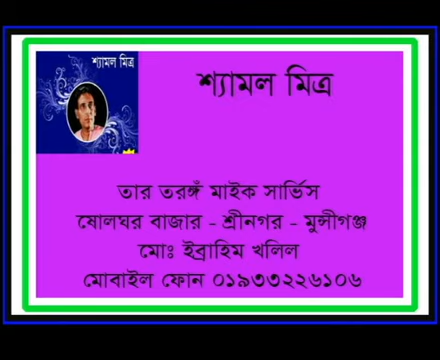 শ্যামল মিত্র
শ্যামল মিত্র
তার তরঙ্গঁ মাইক সার্ভিস
ষোলঘর বাজার - শ্রীনগর - মুন্সীগঞ্জ
মোঃ ইব্রাহিম খলিল
মোবাইল ফোন ০১৯৩৩২২৬১০৬